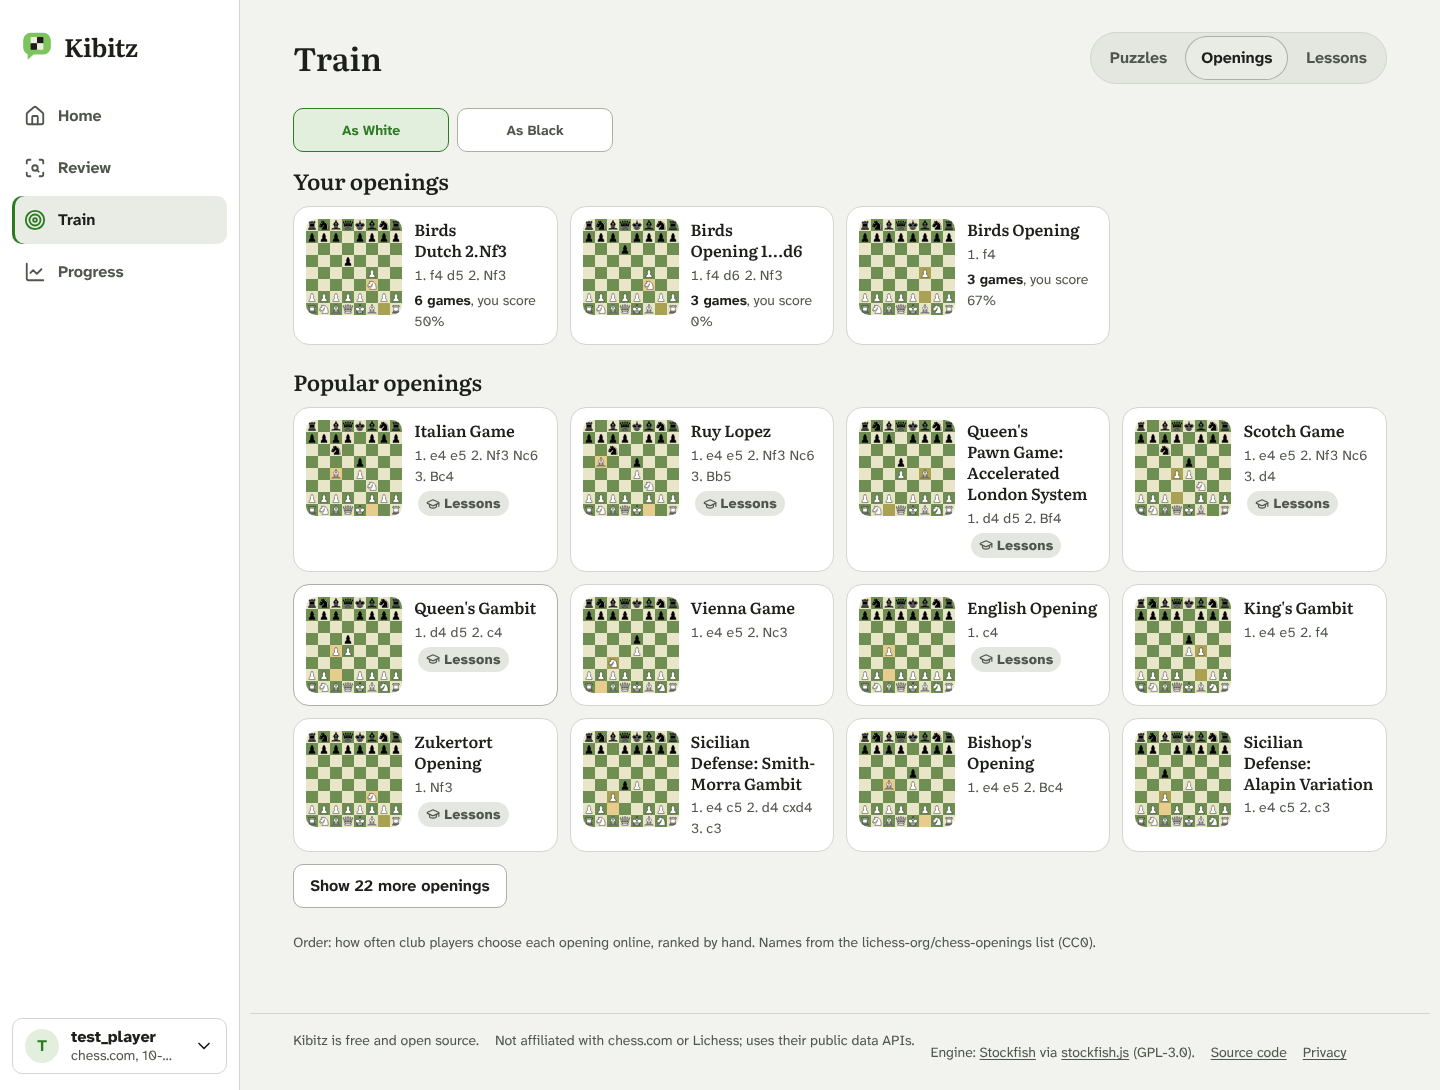 Kibitz
Home
Review
Train
Progress
test_player
chess.com, 10-...
T
Train
Puzzles
Openings
Lessons
As White
As Black
Your openings
Birds
Dutch 2.Nf3
1. f4 d5 2. Nf3
6 games, you score
50%
Birds
Opening 1...d6
1. f4 d6 2. Nf3
3 games, you score
0%
Birds Opening
1. f4
3 games, you score
67%
Popular openings
Italian Game
1. e4 e5 2. Nf3 Nc6
3. Bc4
Lessons
Ruy Lopez
1. e4 e5 2. Nf3 Nc6
3. Bb5
Lessons
Queen's
Pawn Game:
Accelerated
London System
1. d4 d5 2. Bf4
Lessons
Scotch Game
1. e4 e5 2. Nf3 Nc6
3. d4
Lessons
Queen's Gambit
1. d4 d5 2. c4
Lessons
Vienna Game
1. e4 e5 2. Nc3
English Opening
1. c4
Lessons
King's Gambit
1. e4 e5 2. f4
Zukertort
Opening
1. Nf3
Lessons
Sicilian
Defense: Smith-
Morra Gambit
1. e4 c5 2. d4 cxd4
3. c3
Bishop's
Opening
1. e4 e5 2. Bc4
Sicilian
Defense:
Alapin Variation
1. e4 c5 2. c3
Show 22 more openings
Order: how often club players choose each opening online, ranked by hand. Names from the lichess-org/chess-openings list (CC0).
Kibitz is free and open source.
Not affiliated with chess.com or Lichess; uses their public data APIs.
Engine: Stockfish via stockfish.js (GPL-3.0).
Source code
Privacy